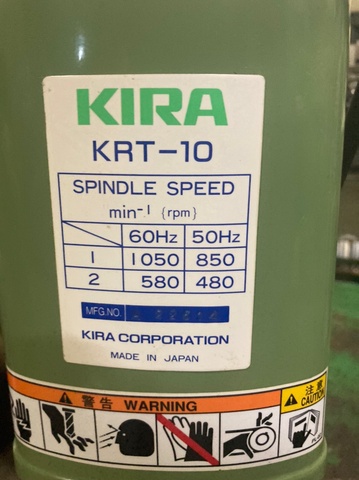 KIRA
KRT-10
SPINDLE SPEED
min-1 (rpm)
60Hz 50Hz
1 1050 850
2 580 480
MFG.NO.
KIRA CORPORATION
MADE IN JAPAN
警告 WARNING
注意
CAUTION